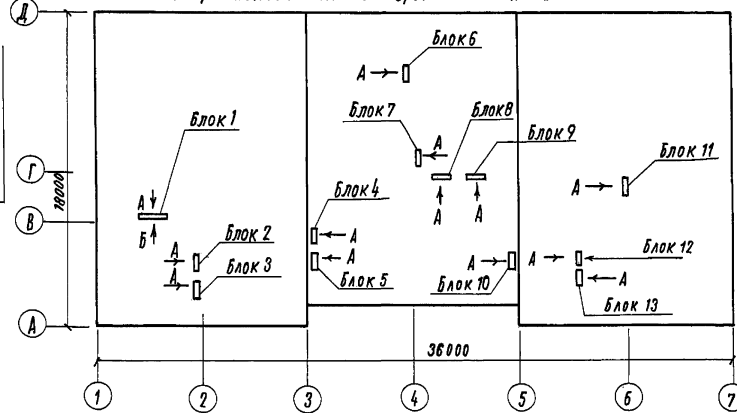 Д
Блок 6
А
Блок 7
А
Блок 8
Блок 9
Блок 1
Г
18000
А
А
А
Блок 11
А
В
Б
Блок 4
А
Блок 2
А
А
Блок 3
А
Блок 5
А
Блок 10
А
Блок 12
А
Блок 13
А
36000
1
2
3
4
5
6
7